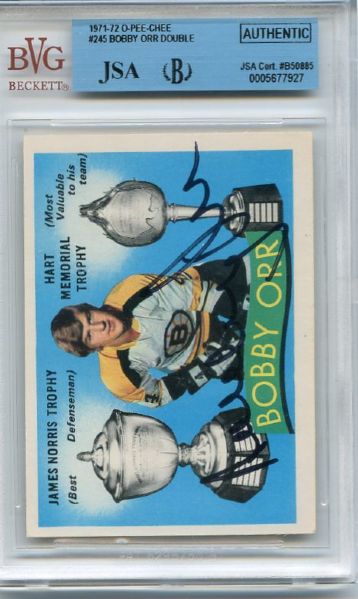 BVG
BECKETT®
1971-72 O-PEE-CHEE
#245 BOBBY ORR DOUBLE
JSA
B
AUTHENTIC
JSA Cert. #B50885
0005677927
JAMES NORRIS TROPHY
(Best Defenseman)
HART
MEMORIAL
TROPHY
(Most
Valuable
to his
team)
B
BOBBY ORR